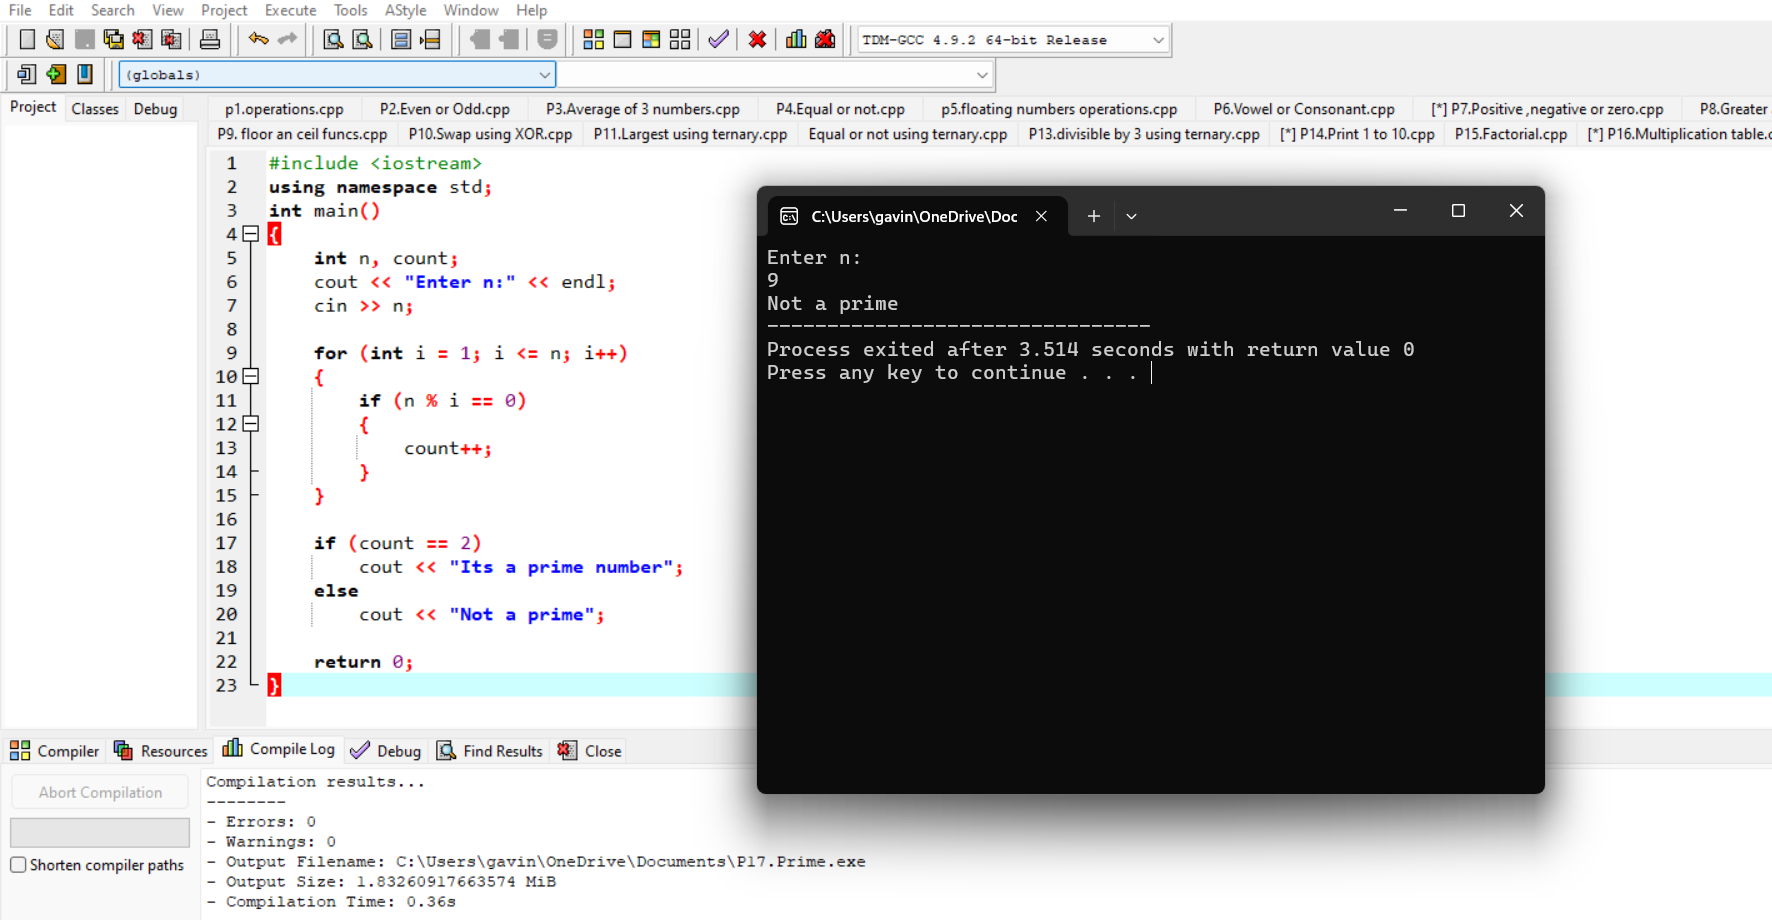 File Edit Search View Project Execute Tools AStyle Window Help
TDM-GCC 4.9.2 64-bit Release
(globals)
Project Classes Debug
p1.operations.cpp P2.Even or Odd.cpp P3.Average of 3 numbers.cpp P4.Equal or not.cpp p5.floating numbers operations.cpp P6.Vowel or Consonant.cpp [*] P7.Positive ,negative or zero.cpp P8.Greater
P9. floor an ceil funcs.cpp P10.Swap using XOR.cpp P11.Largest using ternary.cpp Equal or not using ternary.cpp P13.divisible by 3 using ternary.cpp [*] P14.Print 1 to 10.cpp P15.Factorial.cpp [*] P16.Multiplication table.c
1 #include <iostream>
2 using namespace std;
3 int main()
4 {
5 int n, count;
6 cout << "Enter n:" << endl;
7 cin >> n;
8
9 for (int i = 1; i <= n; i++)
10 {
11 if (n % i == 0)
12 {
13 count++;
14 }
15 }
16
17 if (count == 2)
18 cout << "Its a prime number";
19 else
20 cout << "Not a prime";
21
22 return 0;
23 }
C:\Users\gavin\OneDrive\Doc
Enter n:
9
Not a prime
--------------------------------
Process exited after 3.514 seconds with return value 0
Press any key to continue . . .
Compiler Resources Compile Log Debug Find Results Close
Abort Compilation
Shorten compiler paths
Compilation results...
--------
- Errors: 0
- Warnings: 0
- Output Filename: C:\Users\gavin\OneDrive\Documents\P17.Prime.exe
- Output Size: 1.83260917663574 MiB
- Compilation Time: 0.36s